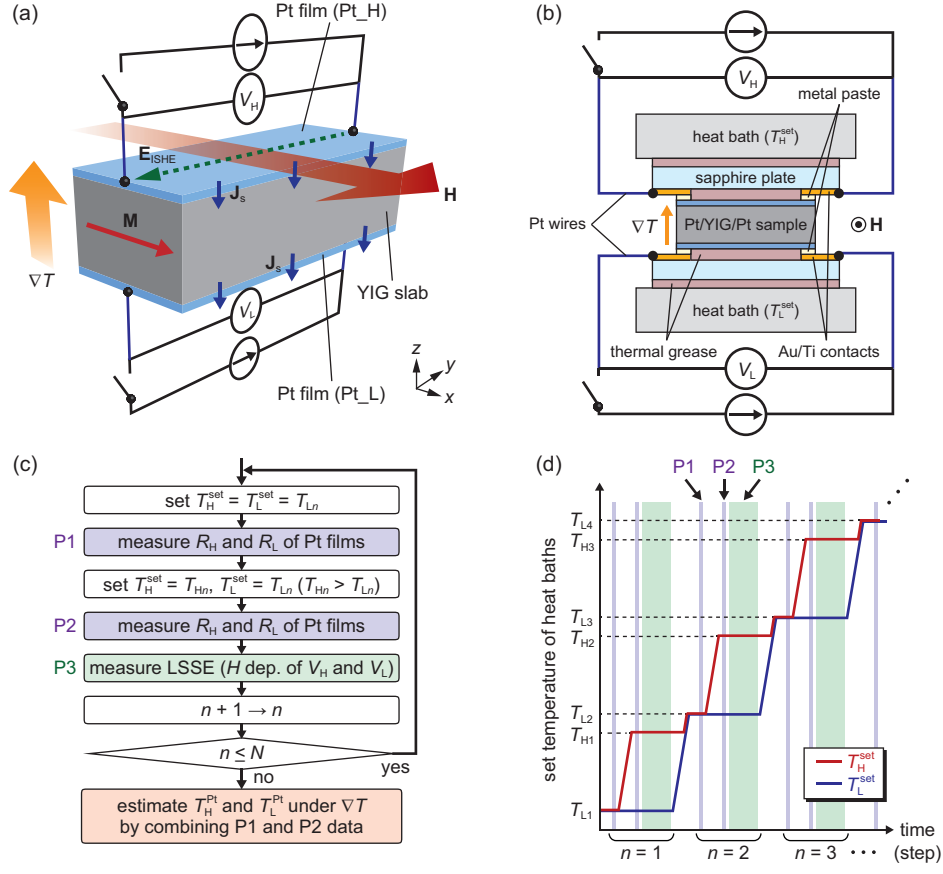 (a)
Pt film (Pt_H)
V_H
E_ISHE
J_s
H
M
∇T
J_s
YIG slab
V_L
Pt film (Pt_L)
z
y
x
(b)
V_H
metal paste
heat bath (T_H^set)
sapphire plate
Pt wires
∇T
Pt/YIG/Pt sample
H
heat bath (T_L^set)
thermal grease
Au/Ti contacts
V_L
(c)
set T_H^set = T_L^set = T_Ln
P1
measure R_H and R_L of Pt films
set T_H^set = T_Hn, T_L^set = T_Ln (T_Hn > T_Ln)
P2
measure R_H and R_L of Pt films
P3
measure LSSE (H dep. of V_H and V_L)
n + 1 → n
n ≤ N
yes
no
estimate T_H^Pt and T_L^Pt under ∇T
by combining P1 and P2 data
(d)
P1 P2 P3
set temperature of heat baths
T_L4
T_H3
T_L3
T_H2
T_L2
T_H1
T_L1
T_H^set
T_L^set
time
(step)
n = 1 n = 2 n = 3 • • •